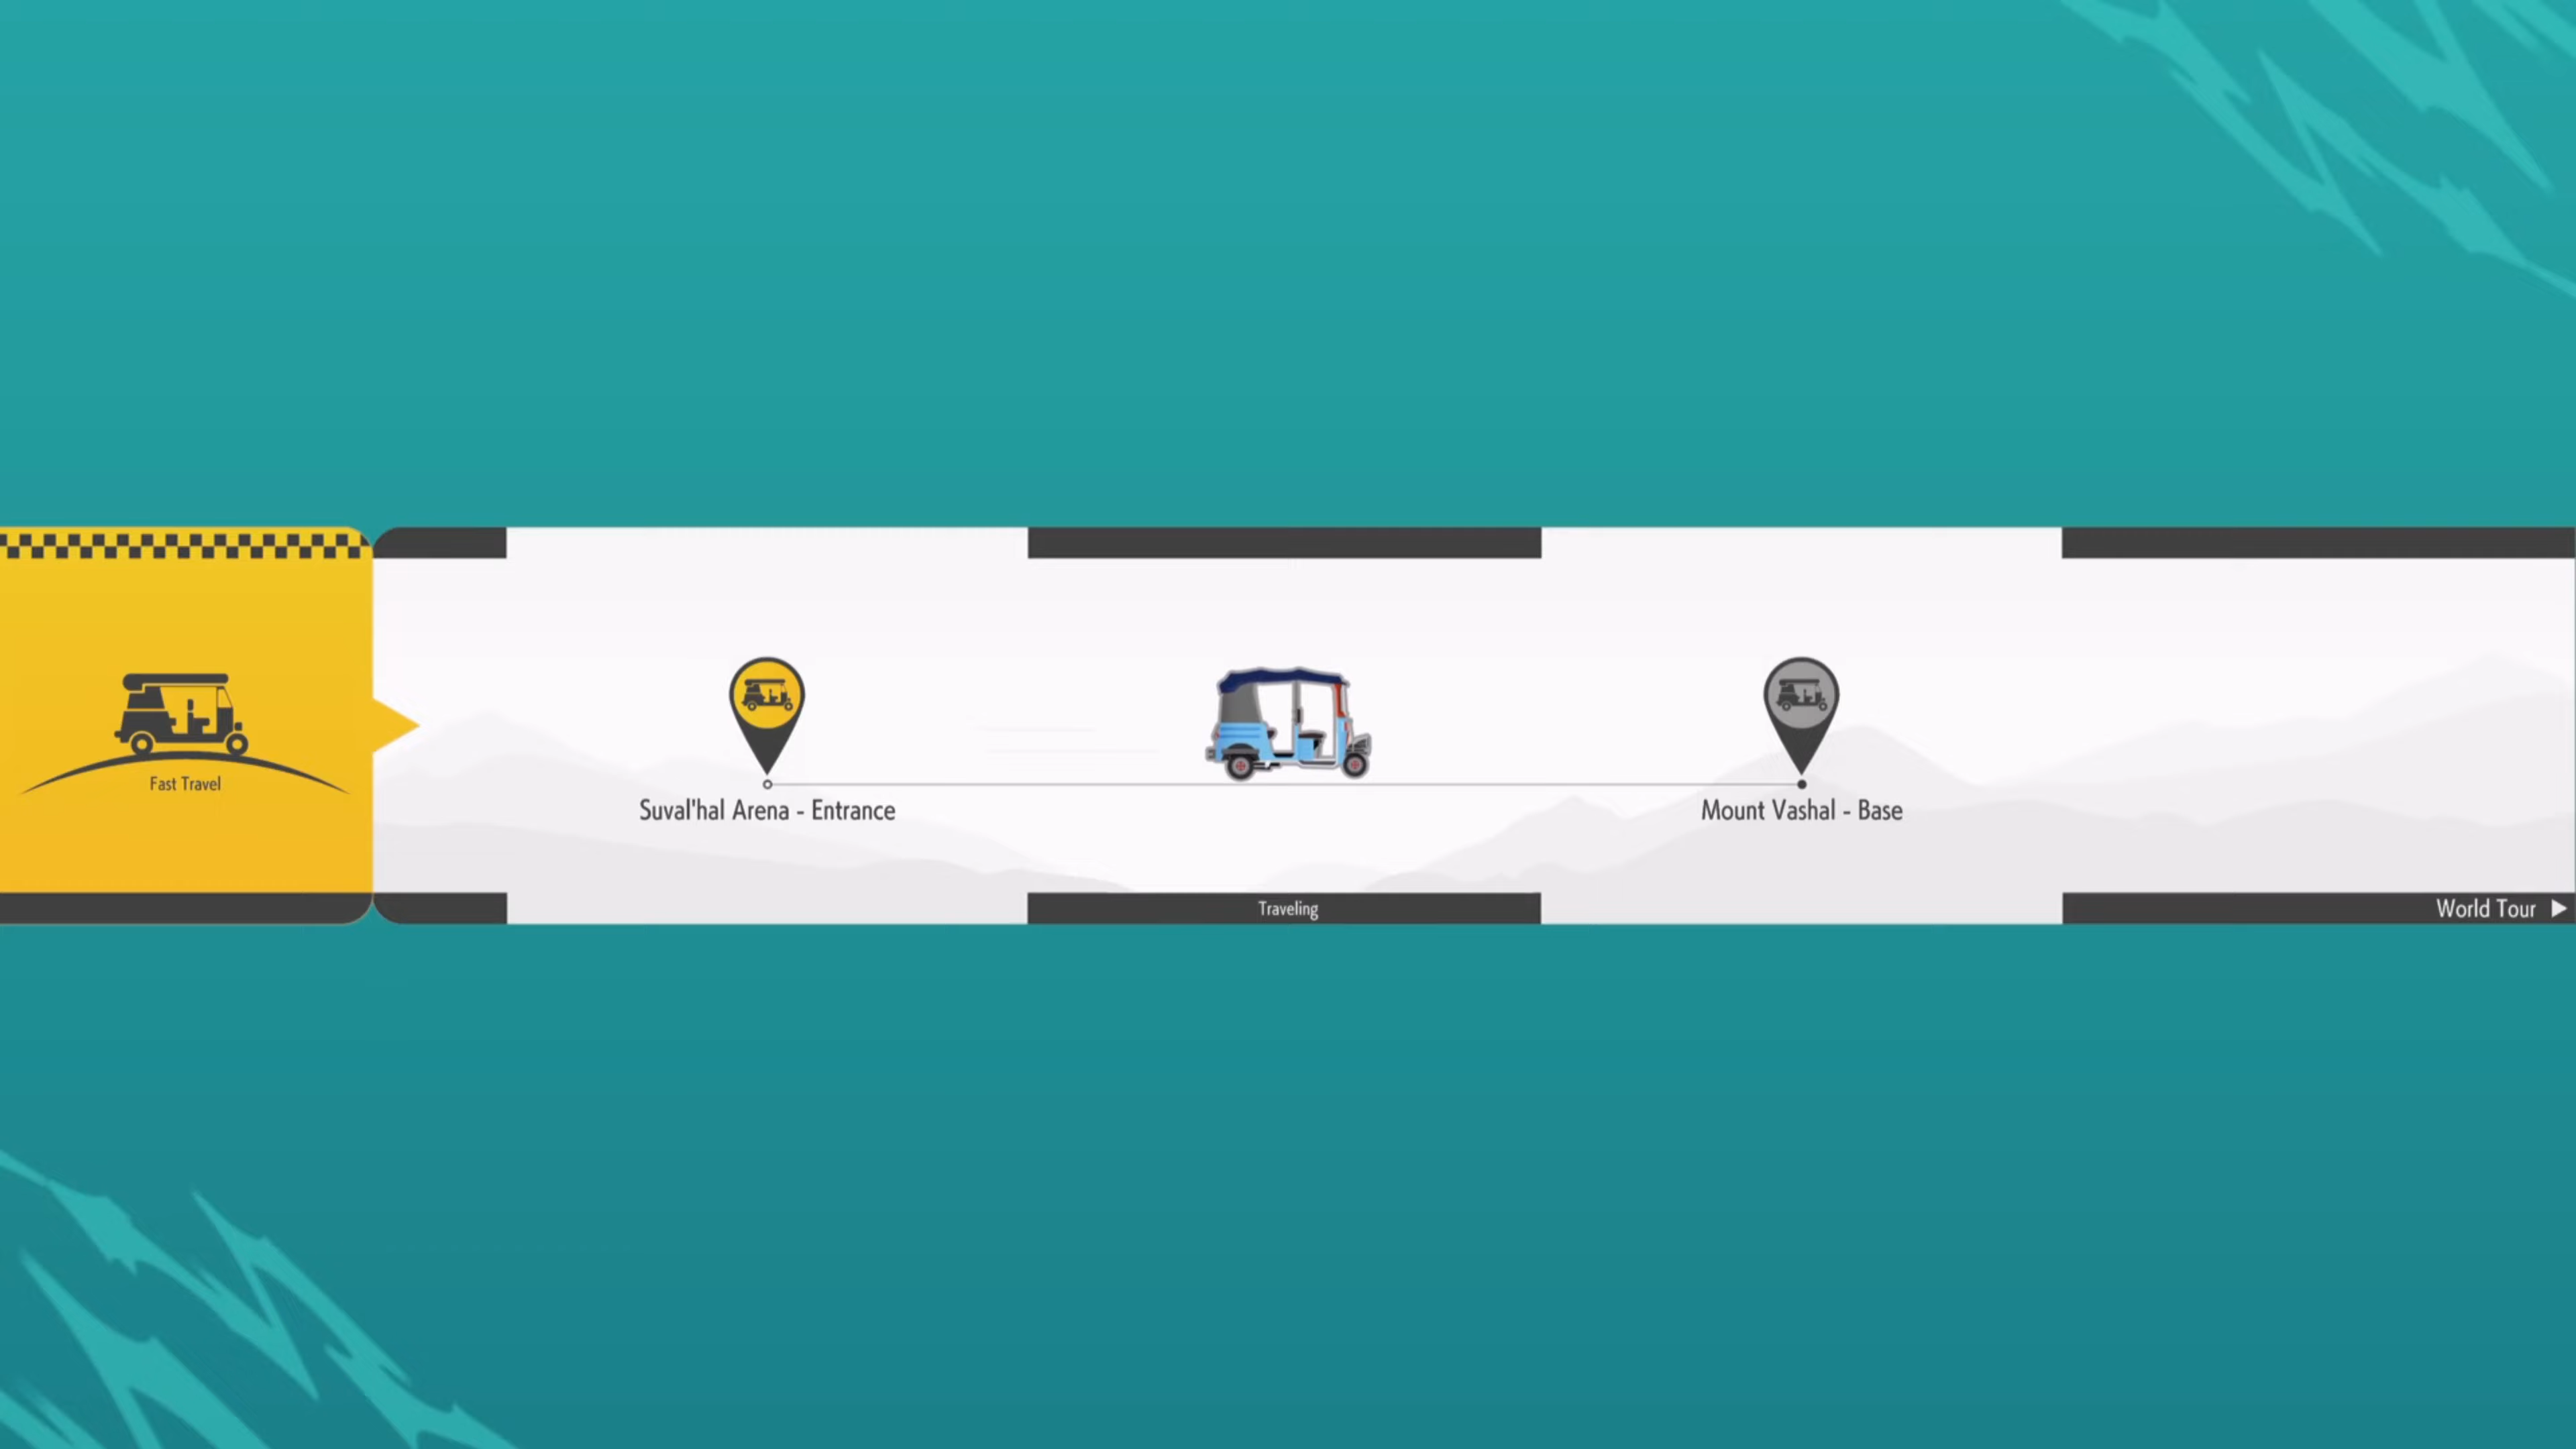 Fast Travel
Suval'hal Arena - Entrance
Mount Vashal - Base
Traveling
World Tour